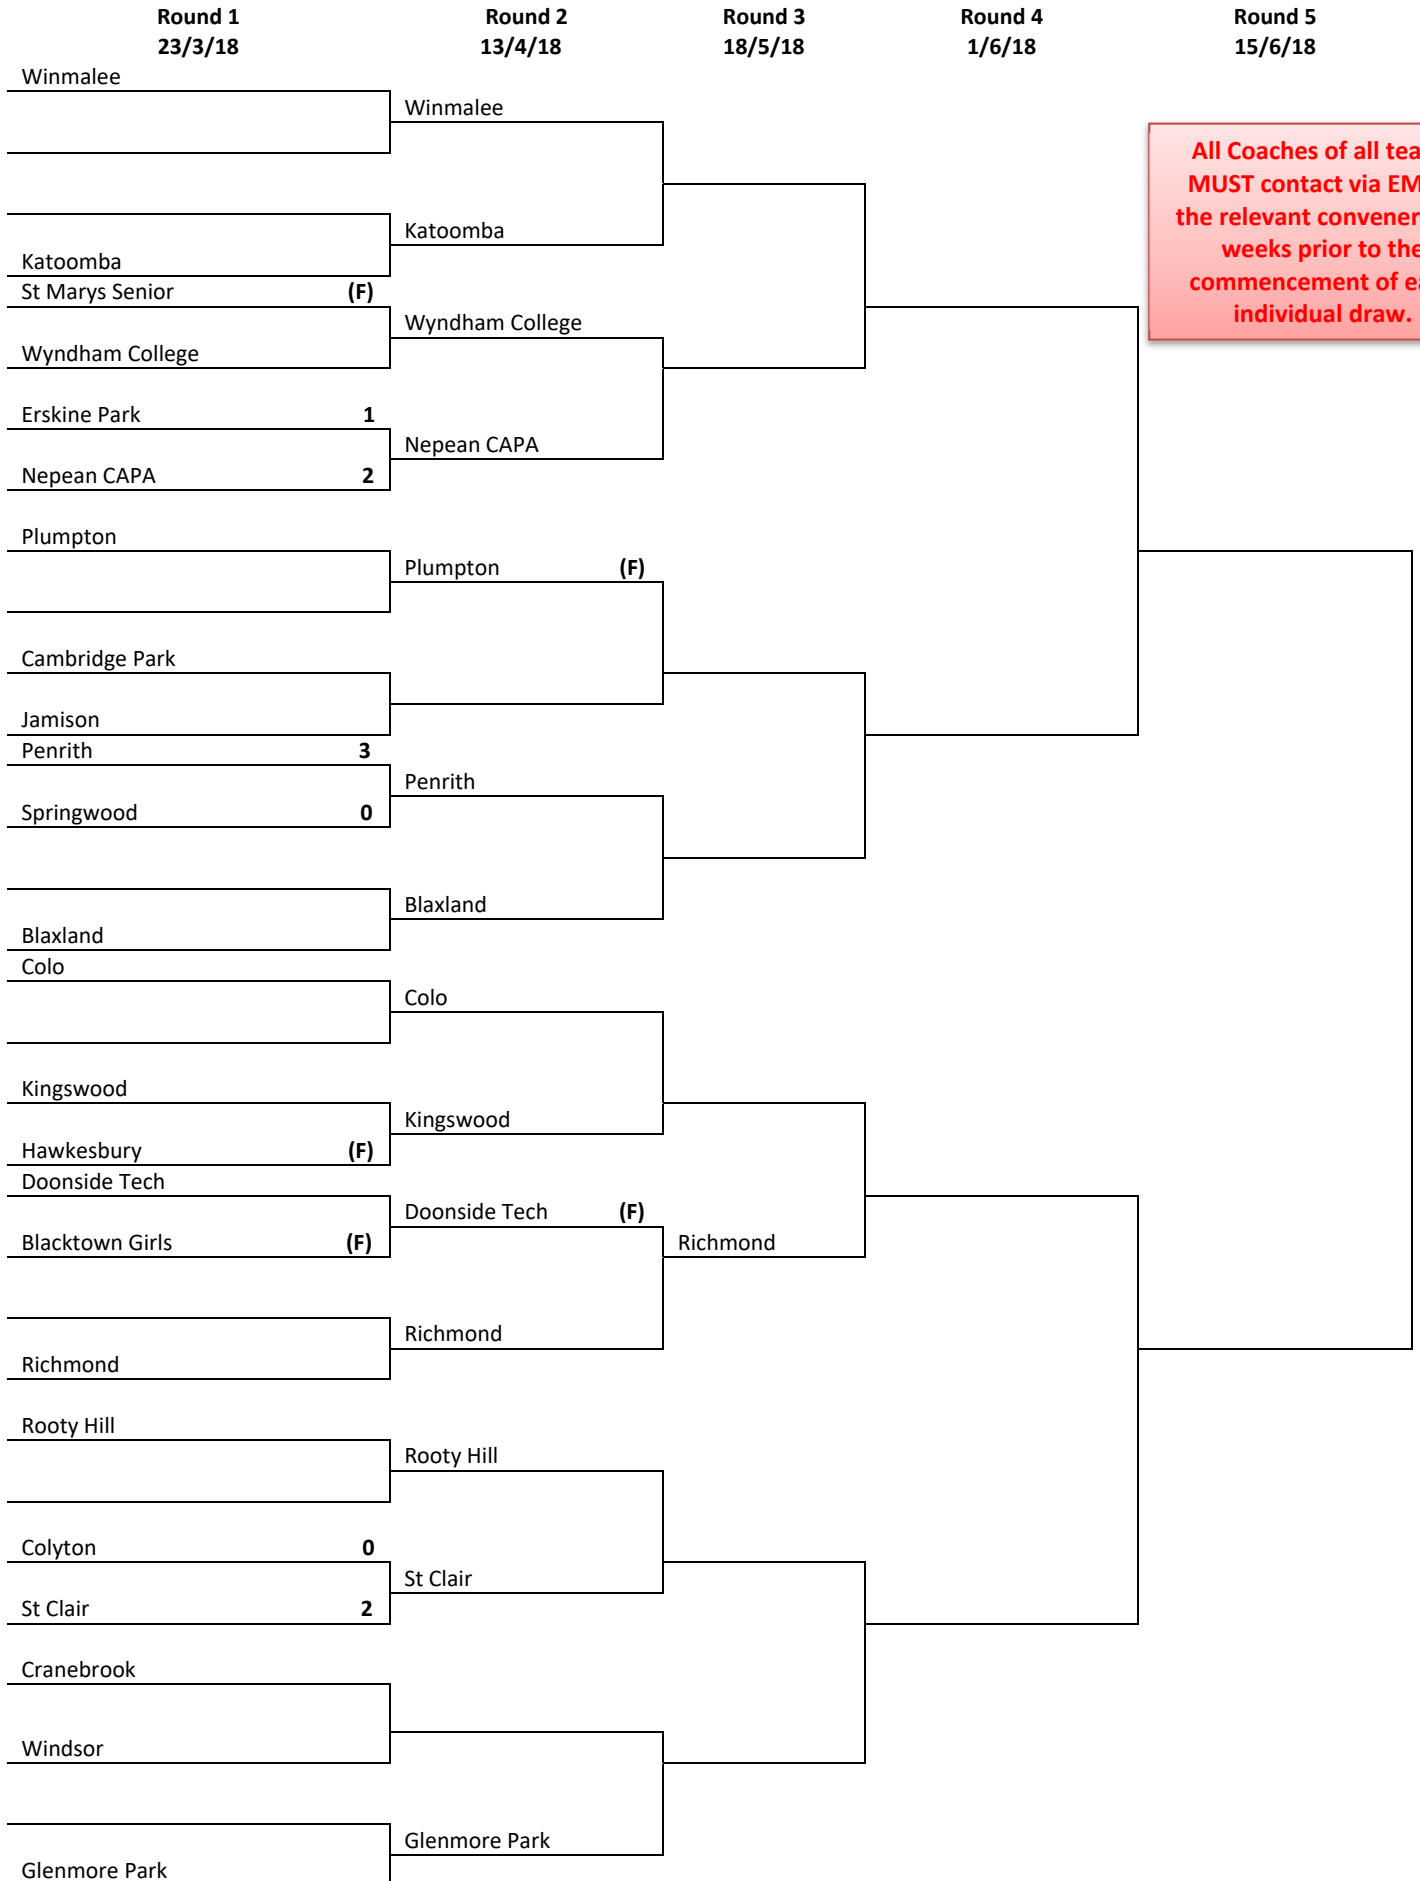 Round 1 Round 2 Round 3 Round 4 Round 5
23/3/18 13/4/18 18/5/18 1/6/18 15/6/18
Winmalee
Winmalee
All Coaches of all
MUST contact via
the relevant convener
weeks prior to the
commencement of
individual draw.
Katoomba
Katoomba
St Marys Senior (F)
Wyndham College
Wyndham College
Erskine Park 1
Nepean CAPA
Nepean CAPA 2
Plumpton
Plumpton (F)
Cambridge Park
Jamison
Penrith 3
Penrith
Springwood 0
Blaxland
Blaxland
Colo
Colo
Kingswood
Kingswood
Hawkesbury (F)
Doonside Tech
Doonside Tech (F)
Blacktown Girls (F)
Richmond
Richmond
Richmond
Rooty Hill
Rooty Hill
Colyton 0
St Clair
St Clair 2
Cranebrook
Windsor
Glenmore Park
Glenmore Park